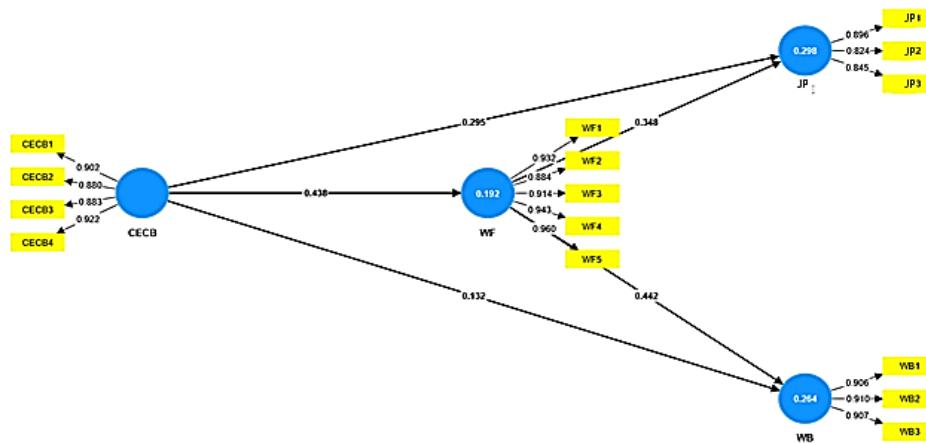 JP1
0.896
0.298
0.824
JP2
0.845
JP3
JP
0.295
0.348
WF1
CECB1
0.932
0.902
WF2
CECB2
0.884
0.880
0.438
0.192
0.914
WF3
0.883
CECB3
0.943
WF4
0.922
CECB4
CECB
WF
0.960
WF5
0.132
0.442
WB1
0.906
0.264
0.910
WB2
0.907
WB3
WB